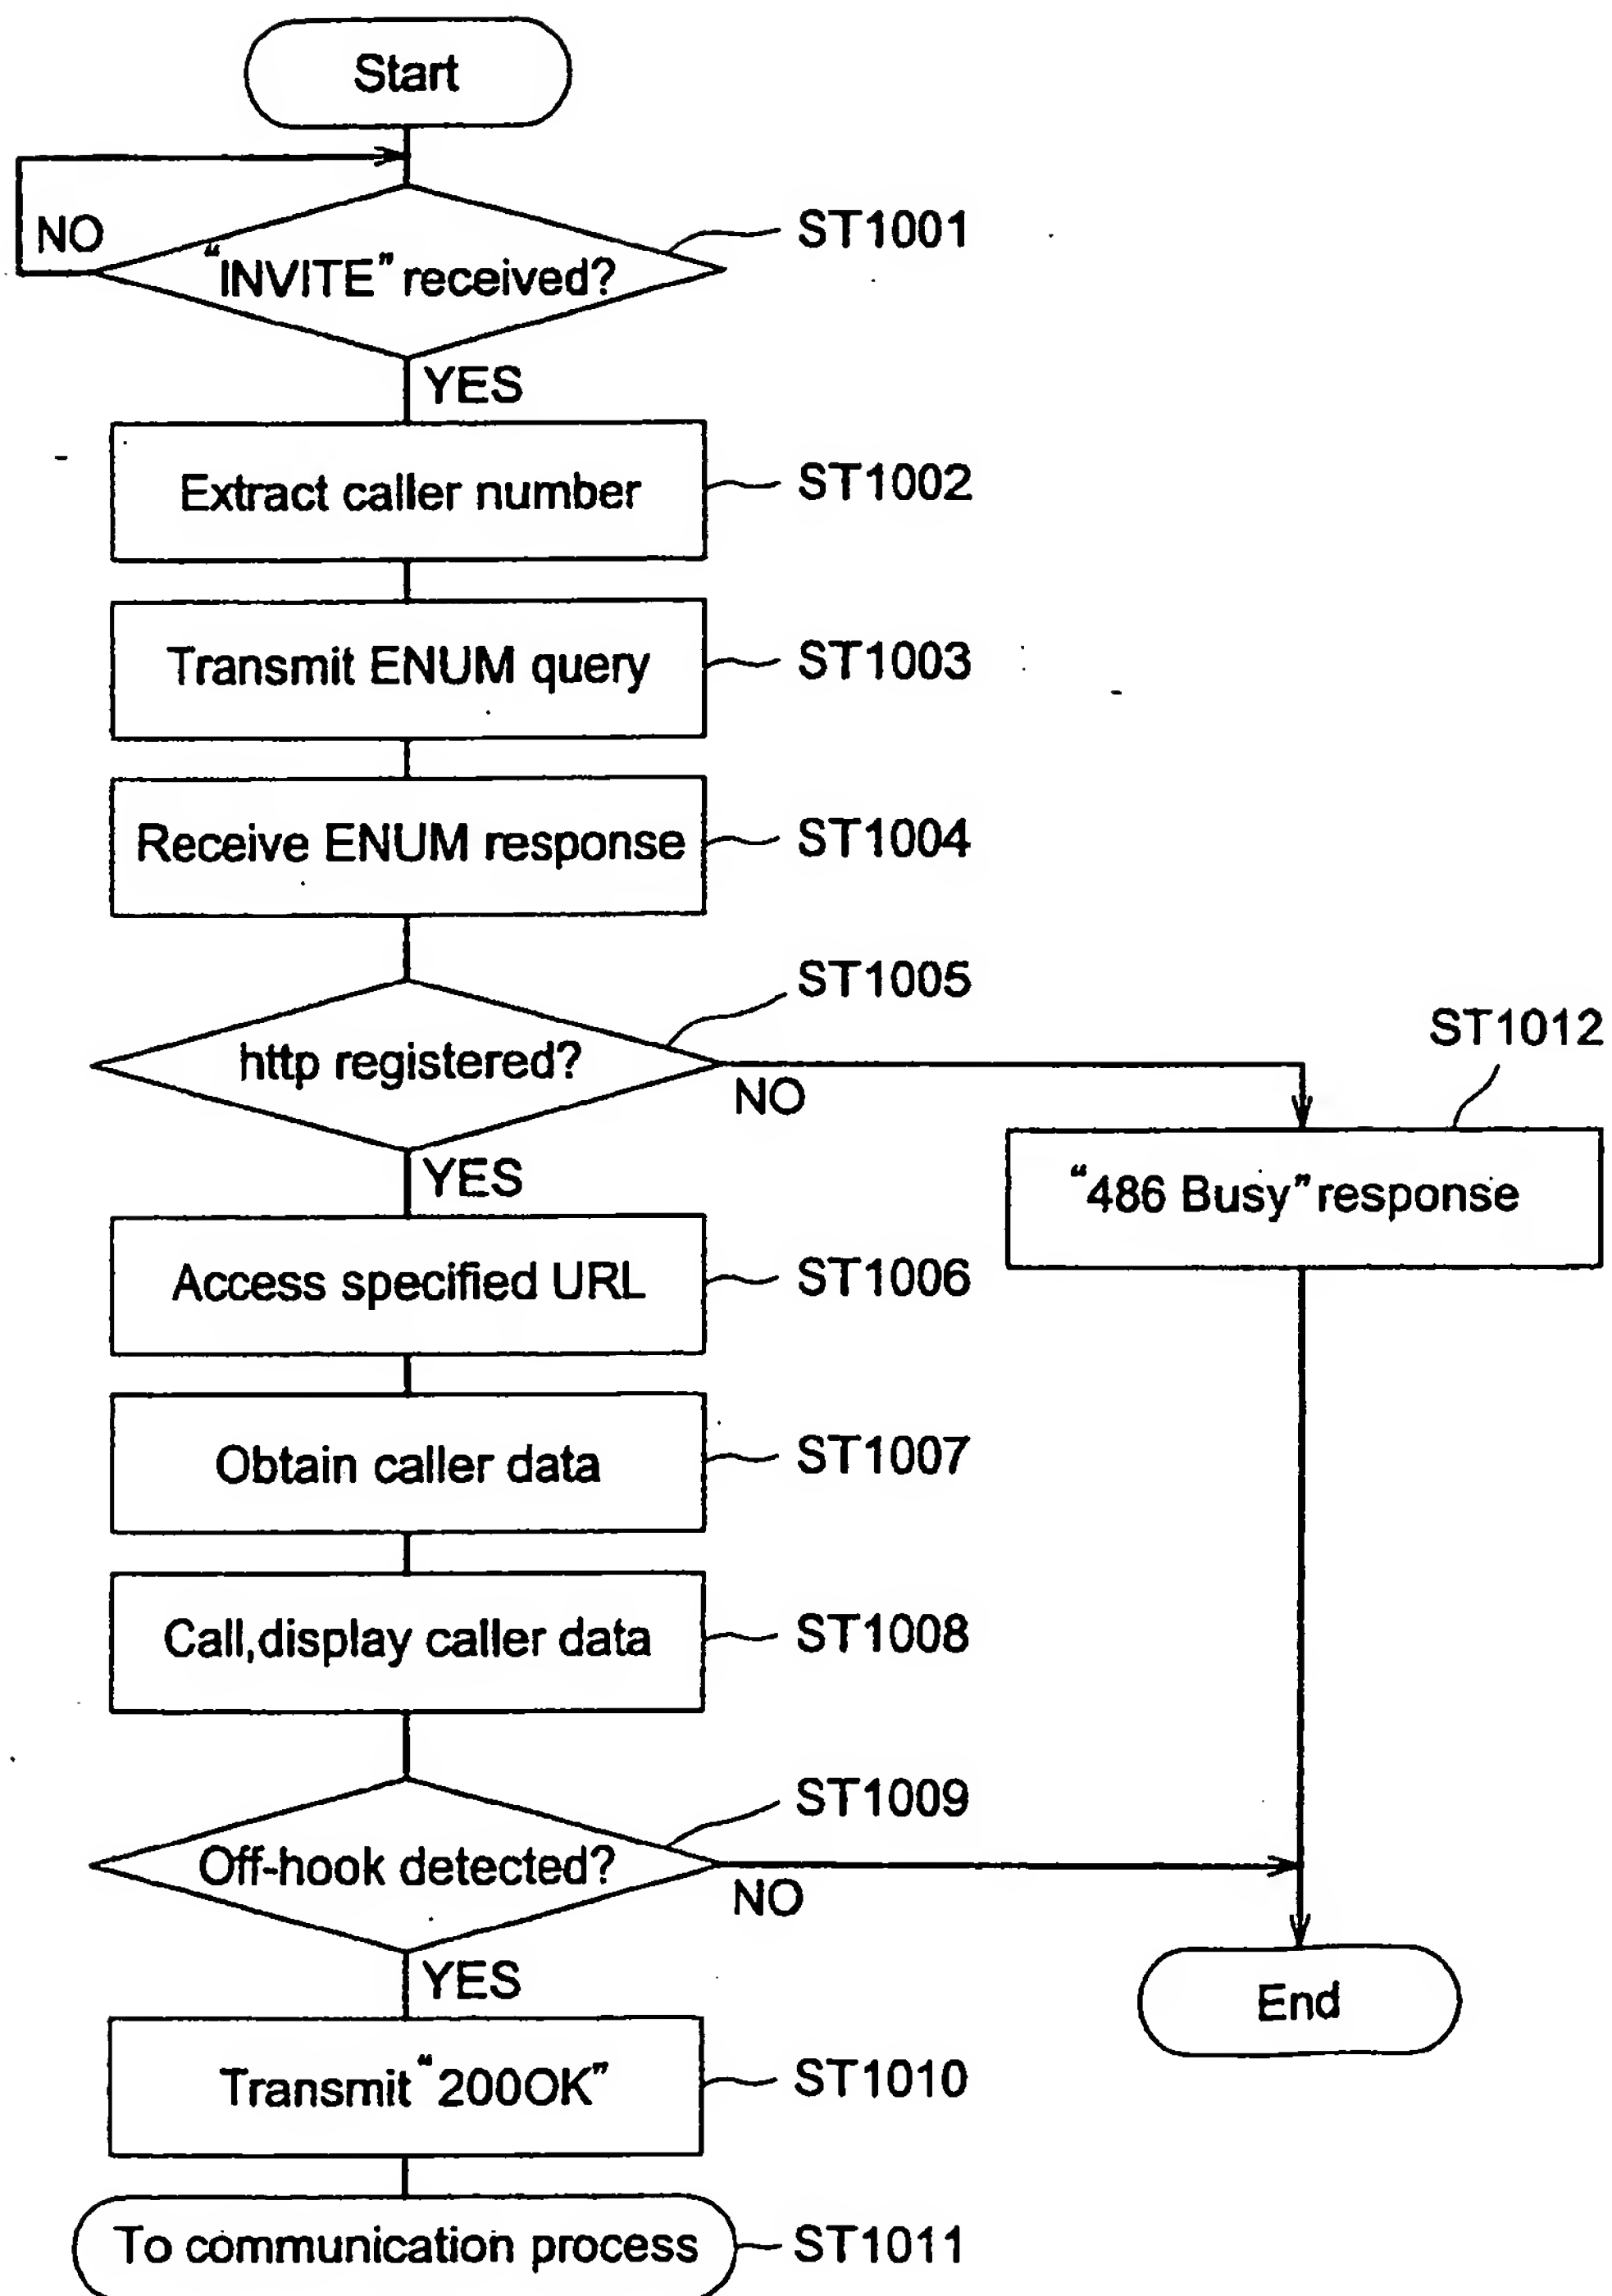 Start
NO
“INVITE” received?
ST1001
YES
Extract caller number
ST1002
Transmit ENUM query
ST1003
Receive ENUM response
ST1004
ST1005
http registered?
NO
ST1012
YES
“486 Busy” response
Access specified URL
ST1006
Obtain caller data
ST1007
Call,display caller data
ST1008
ST1009
Off-hook detected?
NO
YES
End
Transmit “200OK”
ST1010
To communication process
ST1011